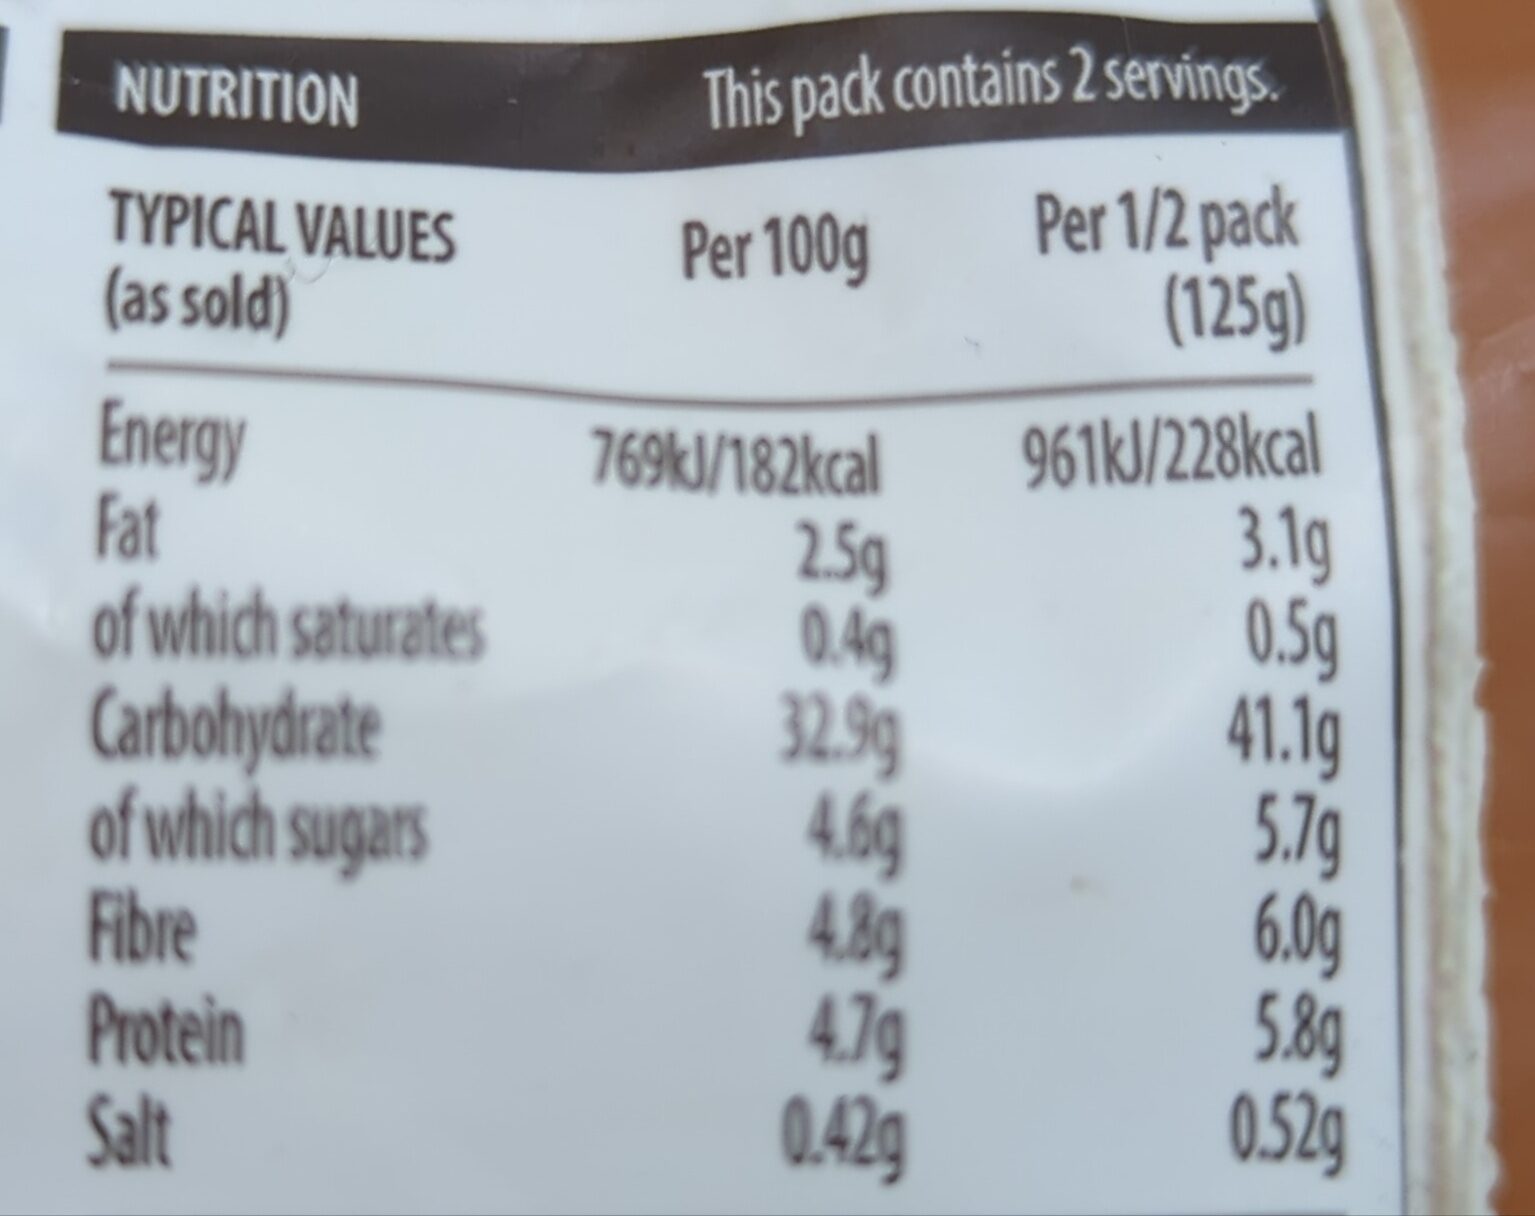 NUTRITION This pack contains 2 servings.
TYPICAL VALUES Per 100g Per 1/2 pack
(as sold) (125g)
Energy 769kJ/182kcal 961kJ/228kcal
Fat 2.5g 3.1g
of which saturates 0.4g 0.5g
Carbohydrate 32.9g 41.1g
of which sugars 4.6g 5.7g
Fibre 4.8g 6.0g
Protein 4.7g 5.8g
Salt 0.42g 0.52g